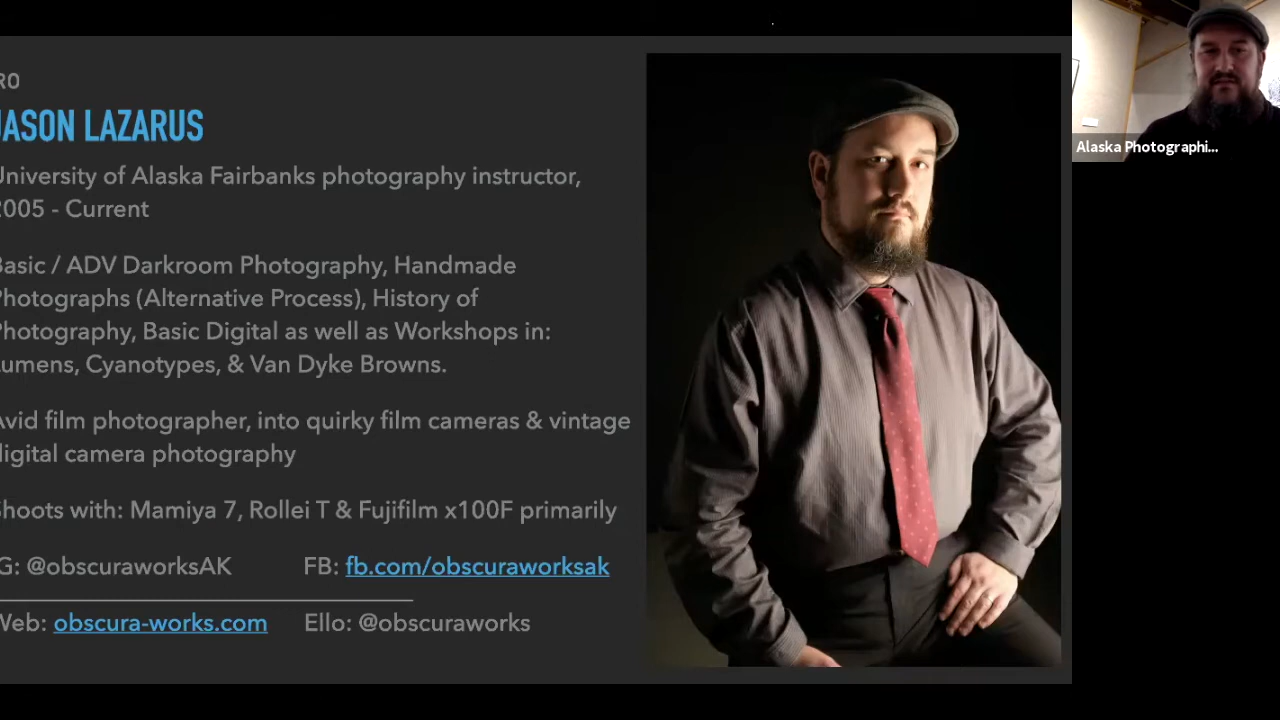 RO
JASON LAZARUS
University of Alaska Fairbanks photography instructor,
2005 - Current
Basic / ADV Darkroom Photography, Handmade
Photographs (Alternative Process), History of
Photography, Basic Digital as well as Workshops in:
Lumens, Cyanotypes, & Van Dyke Browns.
Avid film photographer, into quirky film cameras & vintage
digital camera photography
Shoots with: Mamiya 7, Rollei T & Fujifilm x100F primarily
IG: @obscuraworksAK FB: fb.com/obscuraworksak
Web: obscura-works.com Ello: @obscuraworks
Alaska Photographi...